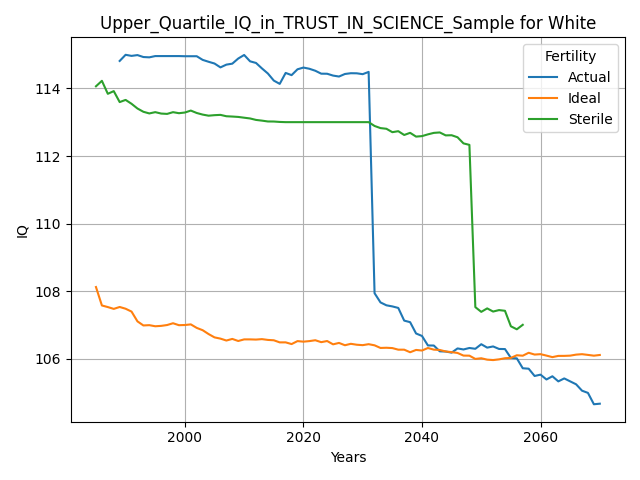 Upper_Quartile_IQ_in_TRUST_IN_SCIENCE_Sample for White
Fertility
Actual
Ideal
Sterile
114
112
110
108
106
IQ
2000
2020
2040
2060
Years